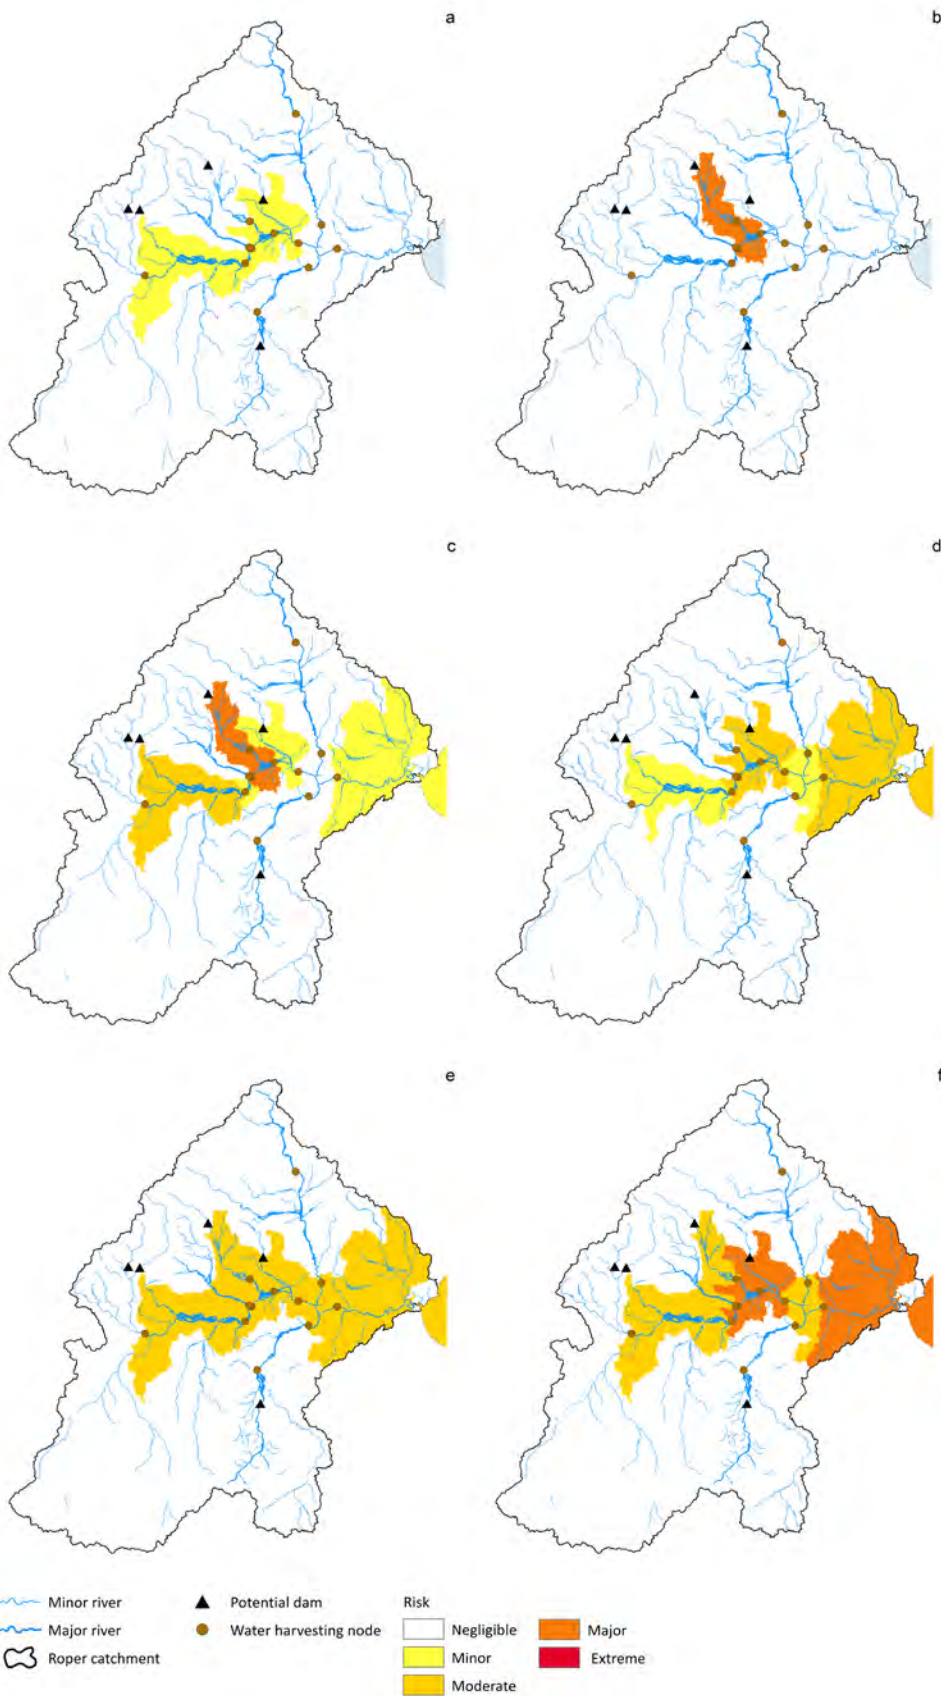 a
b
c
d
e
f
Minor river
Potential dam
Risk
Major river
Water harvesting node
Negligible
Major
Roper catchment
Minor
Extreme
Moderate